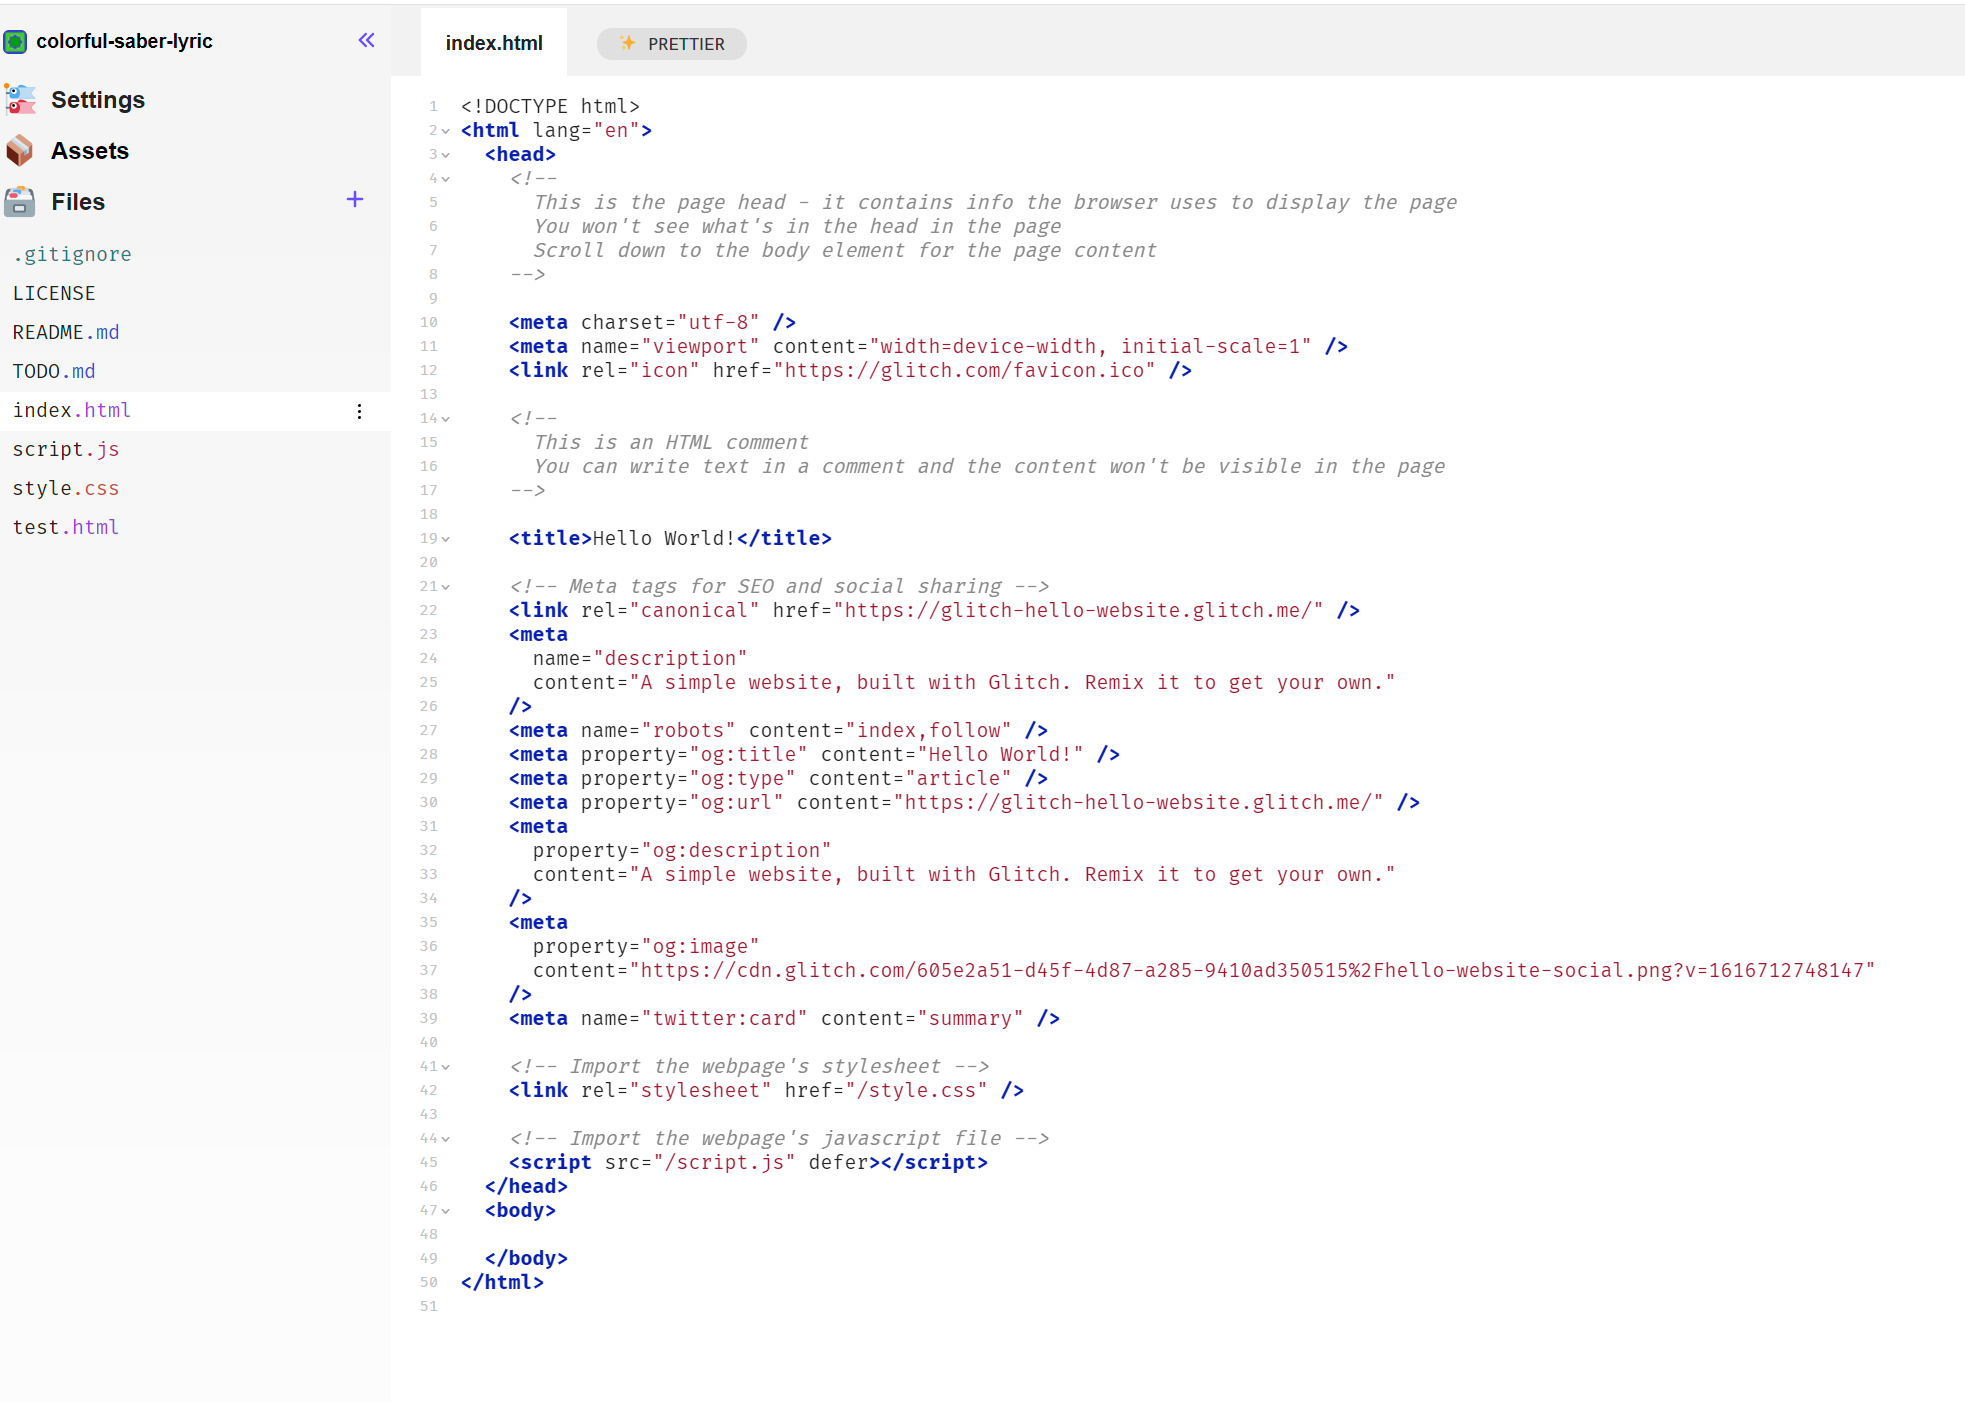 colorful-saber-lyric
Settings
Assets
Files
.gitignore
LICENSE
README.md
TODO.md
index.html
script.js
style.css
test.html
index.html
PRETTIER
1 <!DOCTYPE html>
2 <html lang="en">
3 <head>
4 <!--
5 This is the page head - it contains info the browser uses to display the page
6 You won't see what's in the head in the page
7 Scroll down to the body element for the page content
8 -->
9
10 <meta charset="utf-8" />
11 <meta name="viewport" content="width=device-width, initial-scale=1" />
12 <link rel="icon" href="https://glitch.com/favicon.ico" />
13
14 <!--
15 This is an HTML comment
16 You can write text in a comment and the content won't be visible in the page
17 -->
18
19 <title>Hello World!</title>
20
21 <!-- Meta tags for SEO and social sharing -->
22 <link rel="canonical" href="https://glitch-hello-website.glitch.me/" />
23 <meta
24 name="description"
25 content="A simple website, built with Glitch. Remix it to get your own."
26 />
27 <meta name="robots" content="index,follow" />
28 <meta property="og:title" content="Hello World!" />
29 <meta property="og:type" content="article" />
30 <meta property="og:url" content="https://glitch-hello-website.glitch.me/" />
31 <meta
32 property="og:description"
33 content="A simple website, built with Glitch. Remix it to get your own."
34 />
35 <meta
36 property="og:image"
37 content="https://cdn.glitch.com/605e2a51-d45f-4d87-a285-9410ad350515%2Fhello-website-social.png?v=1616712748147"
38 />
39 <meta name="twitter:card" content="summary" />
40
41 <!-- Import the webpage's stylesheet -->
42 <link rel="stylesheet" href="/style.css" />
43
44 <!-- Import the webpage's javascript file -->
45 <script src="/script.js" defer></script>
46 </head>
47 <body>
48
49 </body>
50 </html>
51